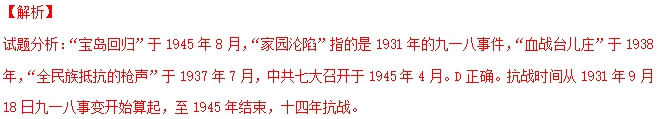 【解析】
试题分析：“宝岛回归”于 1945 年 8 月，“家园沦陷”指的是 1931 年的九一八事件，“血战台儿庄”于 1938
年，“全民族抵抗的枪声”于 1937 年 7 月，中共七大召开于 1945 年 4 月。D 正确。抗战时间从 1931 年 9 月
18 日九一八事变开始算起，至 1945 年结束，十四年抗战。